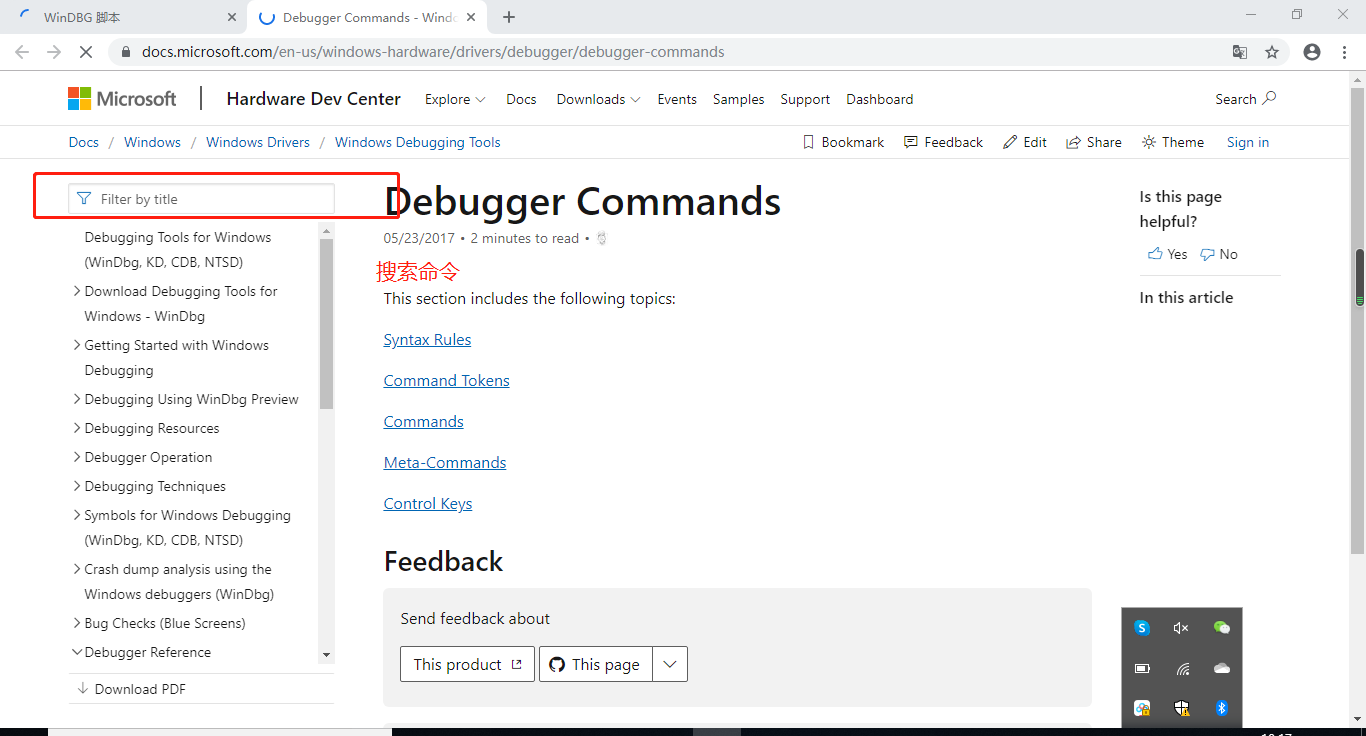 WinDBG 脚本
Debugger Commands - Windo
docs.microsoft.com/en-us/windows-hardware/drivers/debugger/debugger-commands
Microsoft
Hardware Dev Center
Explore
Docs
Downloads
Events
Samples
Support
Dashboard
Search
Docs / Windows / Windows Drivers / Windows Debugging Tools
Bookmark
Feedback
Edit
Share
Theme
Sign in
Filter by title
Debugging Tools for Windows
(WinDbg, KD, CDB, NTSD)
Download Debugging Tools for
Windows - WinDbg
Getting Started with Windows
Debugging
Debugging Using WinDbg Preview
Debugging Resources
Debugger Operation
Debugging Techniques
Symbols for Windows Debugging
(WinDbg, KD, CDB, NTSD)
Crash dump analysis using the
Windows debuggers (WinDbg)
Bug Checks (Blue Screens)
Debugger Reference
Download PDF
Debugger Commands
05/23/2017 • 2 minutes to read •
搜索命令
This section includes the following topics:
Syntax Rules
Command Tokens
Commands
Meta-Commands
Control Keys
Feedback
Send feedback about
This product
This page
Is this page
helpful?
Yes
No
In this article